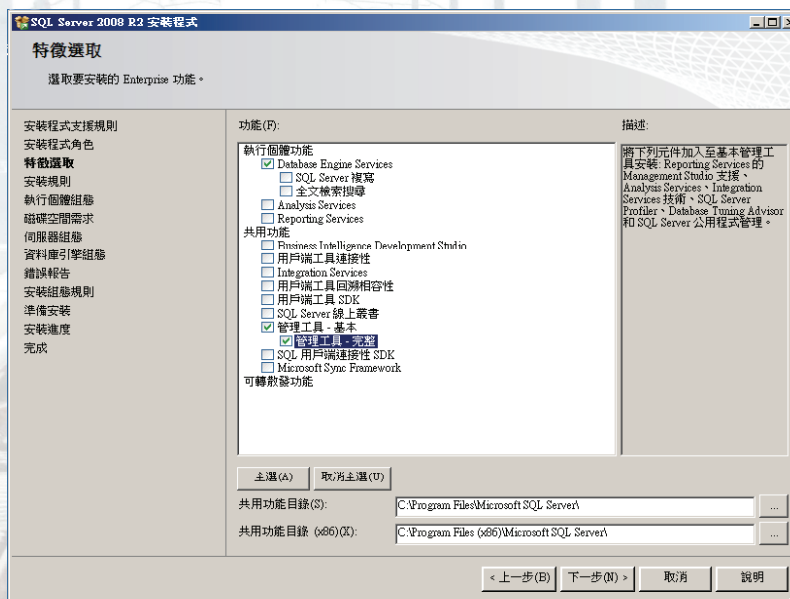 SQL Server 2008 R2 安裝程式
特徵選取
選取要安裝的 Enterprise 功能。
安裝程式支援規則
安裝程式角色
特徵選取
安裝規則
執行個體組態
磁碟空間需求
伺服器組態
資料庫引擎組態
錯誤報告
安裝組態規則
準備安裝
安裝進度
完成
功能(F):
執行個體功能
Database Engine Services
SQL Server 複寫
全文檢索搜尋
Analysis Services
Reporting Services
共用功能
Business Intelligence Development Studio
用戶端工具連接性
Integration Services
用戶端工具回溯相容性
用戶端工具 SDK
SQL Server 線上叢書
管理工具 - 基本
管理工具 - 完整
SQL 用戶端連接性 SDK
Microsoft Sync Framework
可轉散發功能
描述:
將下列元件加入至基本管理工
具安裝: Reporting Services 的
Management Studio 支援、
Analysis Services、Integration
Services 技術、SQL Server
Profiler、Database Tuning Advisor
和 SQL Server 公用程式管理。
全選(A)
取消全選(U)
共用功能目錄(S):
C:\Program Files\Microsoft SQL Server\
...
共用功能目錄 (x86)(X):
C:\Program Files (x86)\Microsoft SQL Server\
...
< 上一步(B)
下一步(N) >
取消
說明